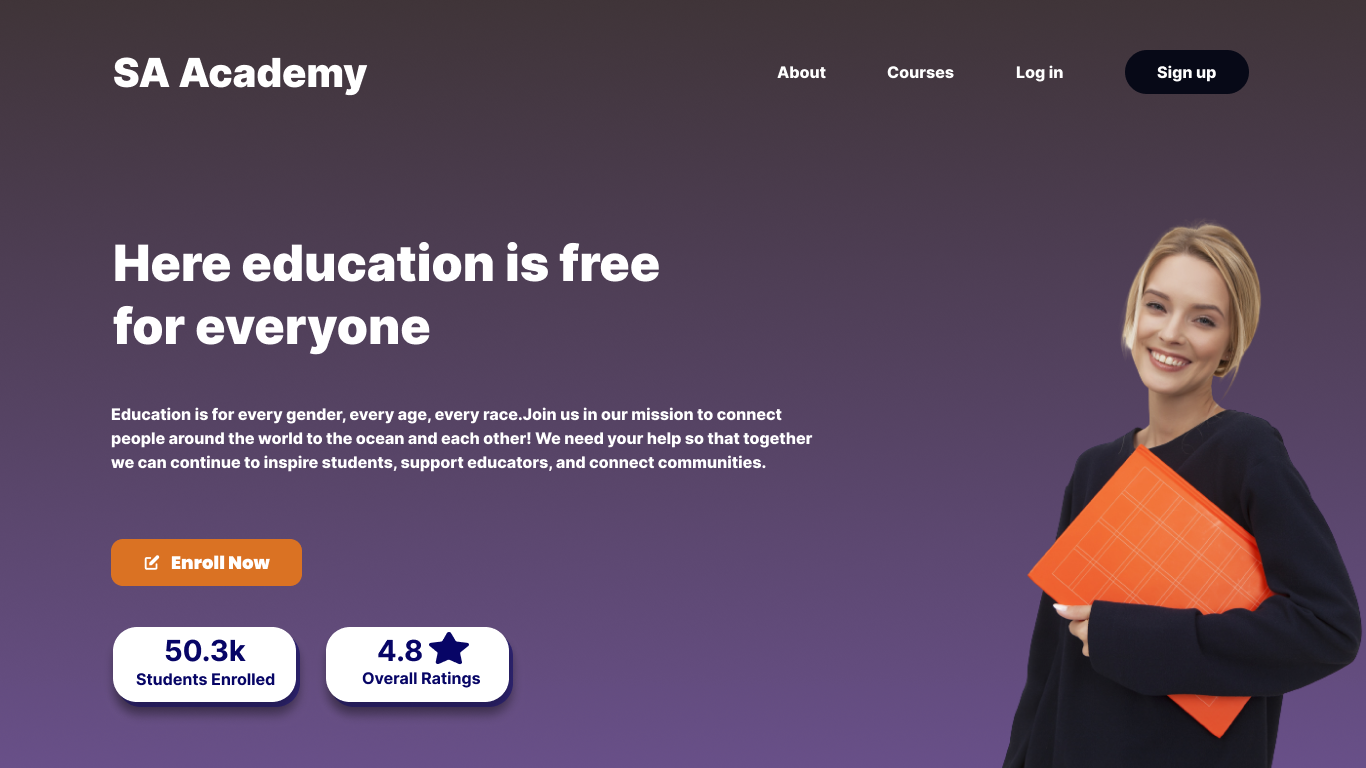 SA Academy
About
Courses
Log in
Sign up
Here education is free
for everyone
Education is for every gender, every age, every race.Join us in our mission to connect
people around the world to the ocean and each other! We need your help so that together
we can continue to inspire students, support educators, and connect communities.
Enroll Now
50.3k
Students Enrolled
4.8
Overall Ratings